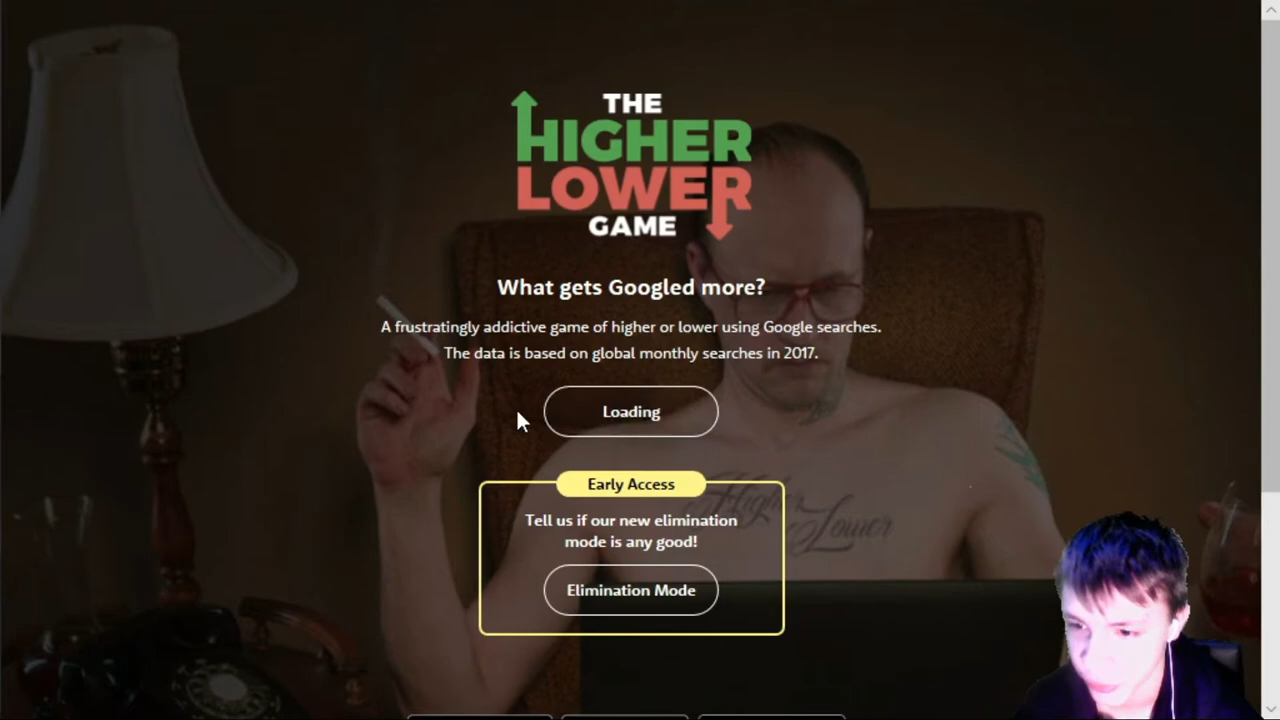 THE
HIGHER
LOWER
GAME
What gets Googled more?
A frustratingly addictive game of higher or lower using Google searches.
The data is based on global monthly searches in 2017.
Loading
Early Access
Tell us if our new elimination
mode is any good!
Elimination Mode
Higher
Lower